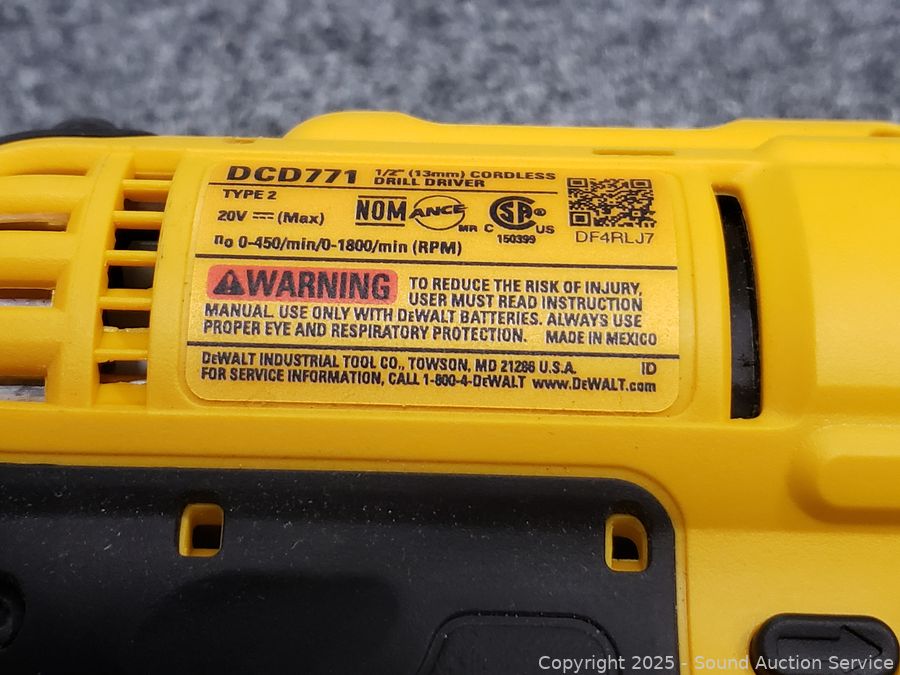 DCD771 1/2" (13mm) CORDLESS
DRILL DRIVER
TYPE 2
20V ⎓ (Max)
NOM ANCE MR C SA ® US
150399
DF4RLJ7
no 0-450/min/0-1800/min (RPM)
WARNING TO REDUCE THE RISK OF INJURY,
USER MUST READ INSTRUCTION
MANUAL. USE ONLY WITH DEWALT BATTERIES. ALWAYS USE
PROPER EYE AND RESPIRATORY PROTECTION. MADE IN MEXICO
DEWALT INDUSTRIAL TOOL CO., TOWSON, MD 21286 U.S.A. ID
FOR SERVICE INFORMATION, CALL 1-800-4-DEWALT www.DEWALT.com
Copyright 2025 - Sound Auction Service